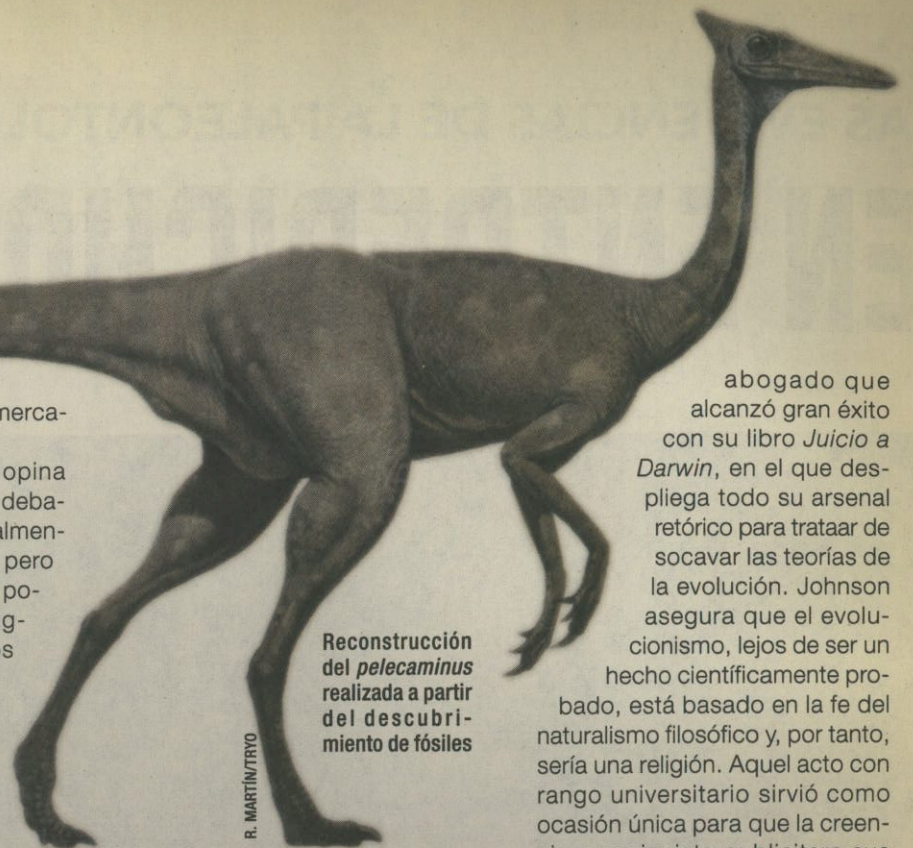 merca-
opina
deba-
almen-
pero
po-
g-
s
Reconstrucción
del pelecaminus
realizada a partir
del descubri-
miento de fósiles
R. MARTÍN/TRYO
abogado que
alcanzó gran éxito
con su libro Juicio a
Darwin, en el que des-
pliega todo su arsenal
retórico para trataar de
socavar las teorías de
la evolución. Johnson
asegura que el evolu-
cionismo, lejos de ser un
hecho científicamente pro-
bado, está basado en la fe del
naturalismo filosófico y, por tanto,
sería una religión. Aquel acto con
rango universitario sirvió como
ocasión única para que la creen-